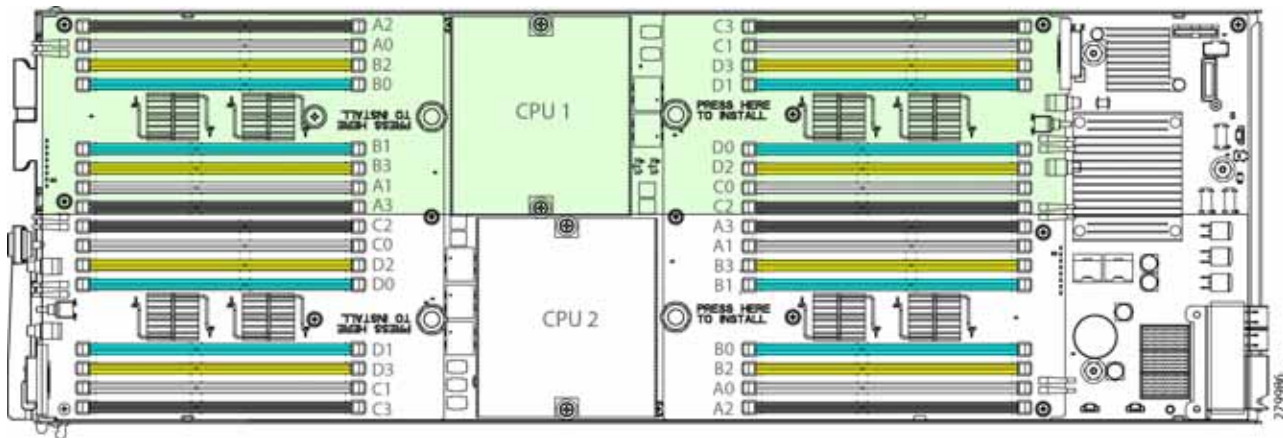 A2
A0
B2
B0
PRESS HERE
TO INSTALL
B1
B3
A1
A3
CPU 1
C3
C1
D3
D1
PRESS HERE
TO INSTALL
D0
D2
C0
C2
C2
C0
D2
D0
PRESS HERE
TO INSTALL
D1
D3
C1
C3
CPU 2
A3
A1
B3
B1
PRESS HERE
TO INSTALL
B0
B2
A0
A2